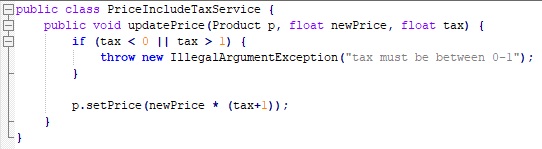 public class PriceIncludeTaxService {
    public void updatePrice(Product p, float newPrice, float tax) {
        if (tax < 0 || tax > 1) {
            throw new IllegalArgumentException("tax must be between 0-1");
        }

        p.setPrice(newPrice * (tax+1));
    }
}